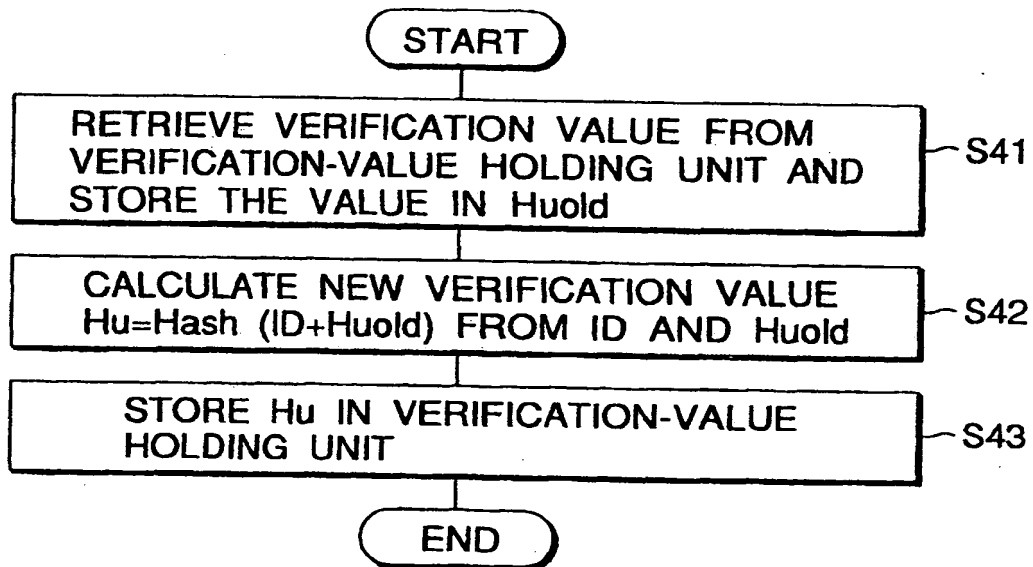 START
RETRIEVE VERIFICATION VALUE FROM
VERIFICATION-VALUE HOLDING UNIT AND
STORE THE VALUE IN Huold
S41
CALCULATE NEW VERIFICATION VALUE
Hu=Hash (ID+Huold) FROM ID AND Huold
S42
STORE Hu IN VERIFICATION-VALUE
HOLDING UNIT
S43
END